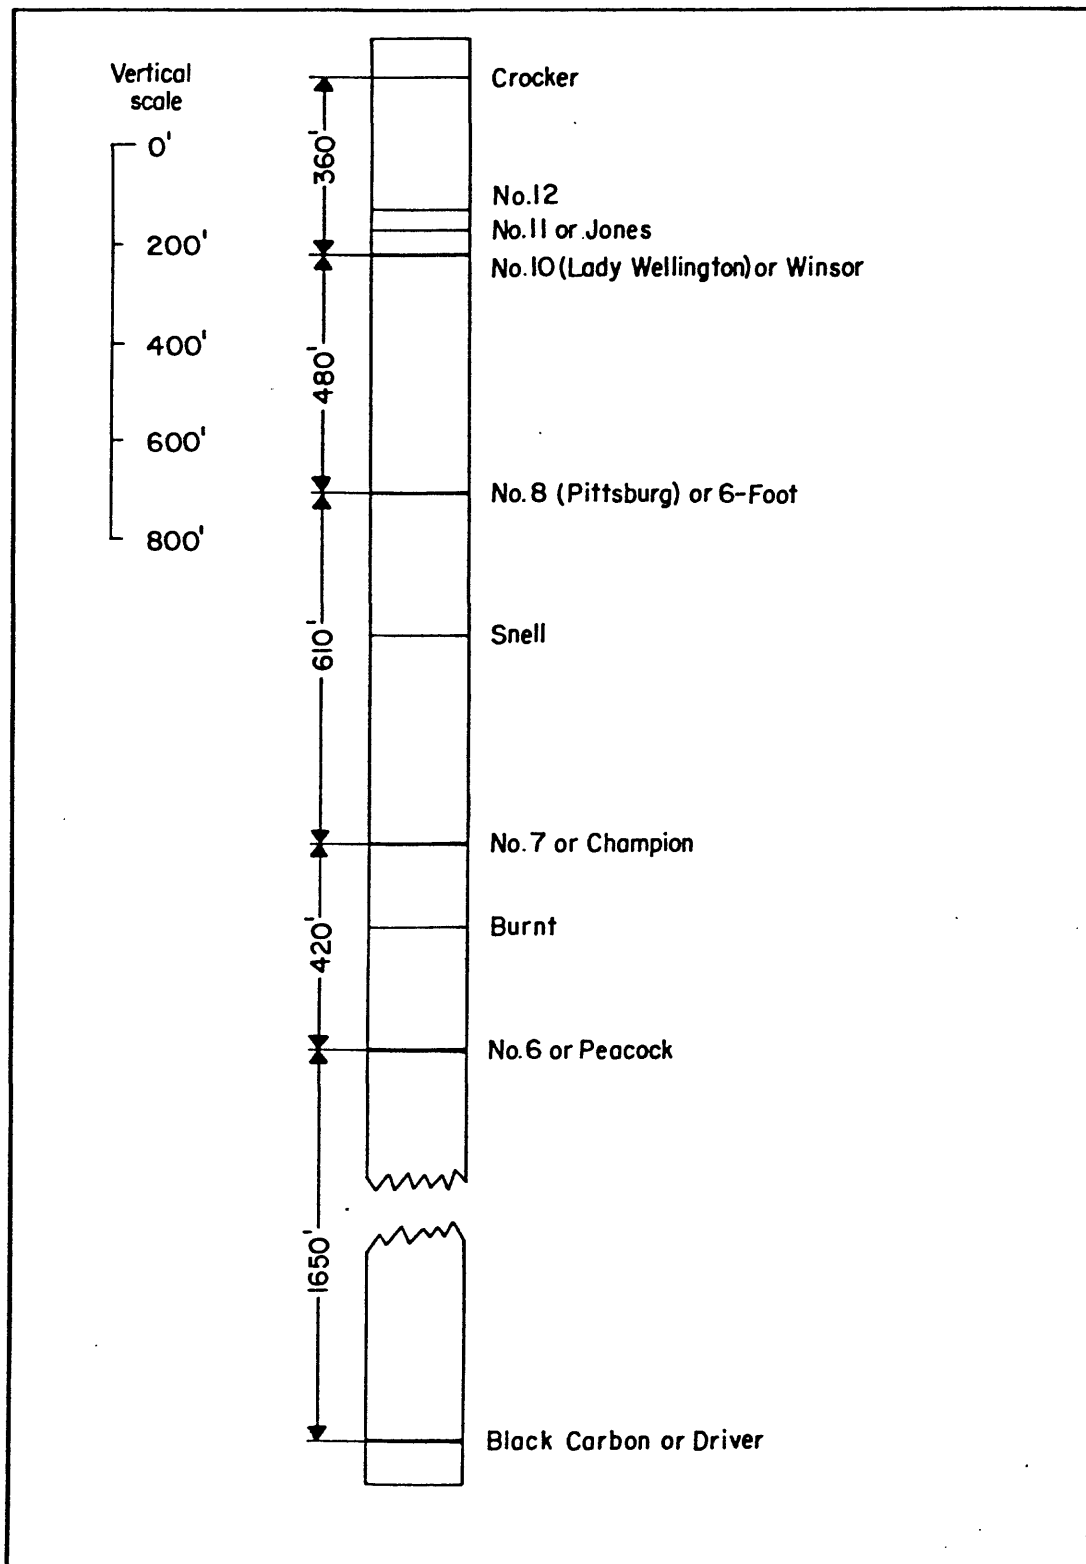 Vertical
scale
0'
200'
400'
600'
800'
360'
480'
610'
420'
1650'
Crocker
No.12
No.11 or Jones
No.10 (Lady Wellington) or Winsor
No.8 (Pittsburg) or 6-Foot
Snell
No.7 or Champion
Burnt
No.6 or Peacock
Black Carbon or Driver